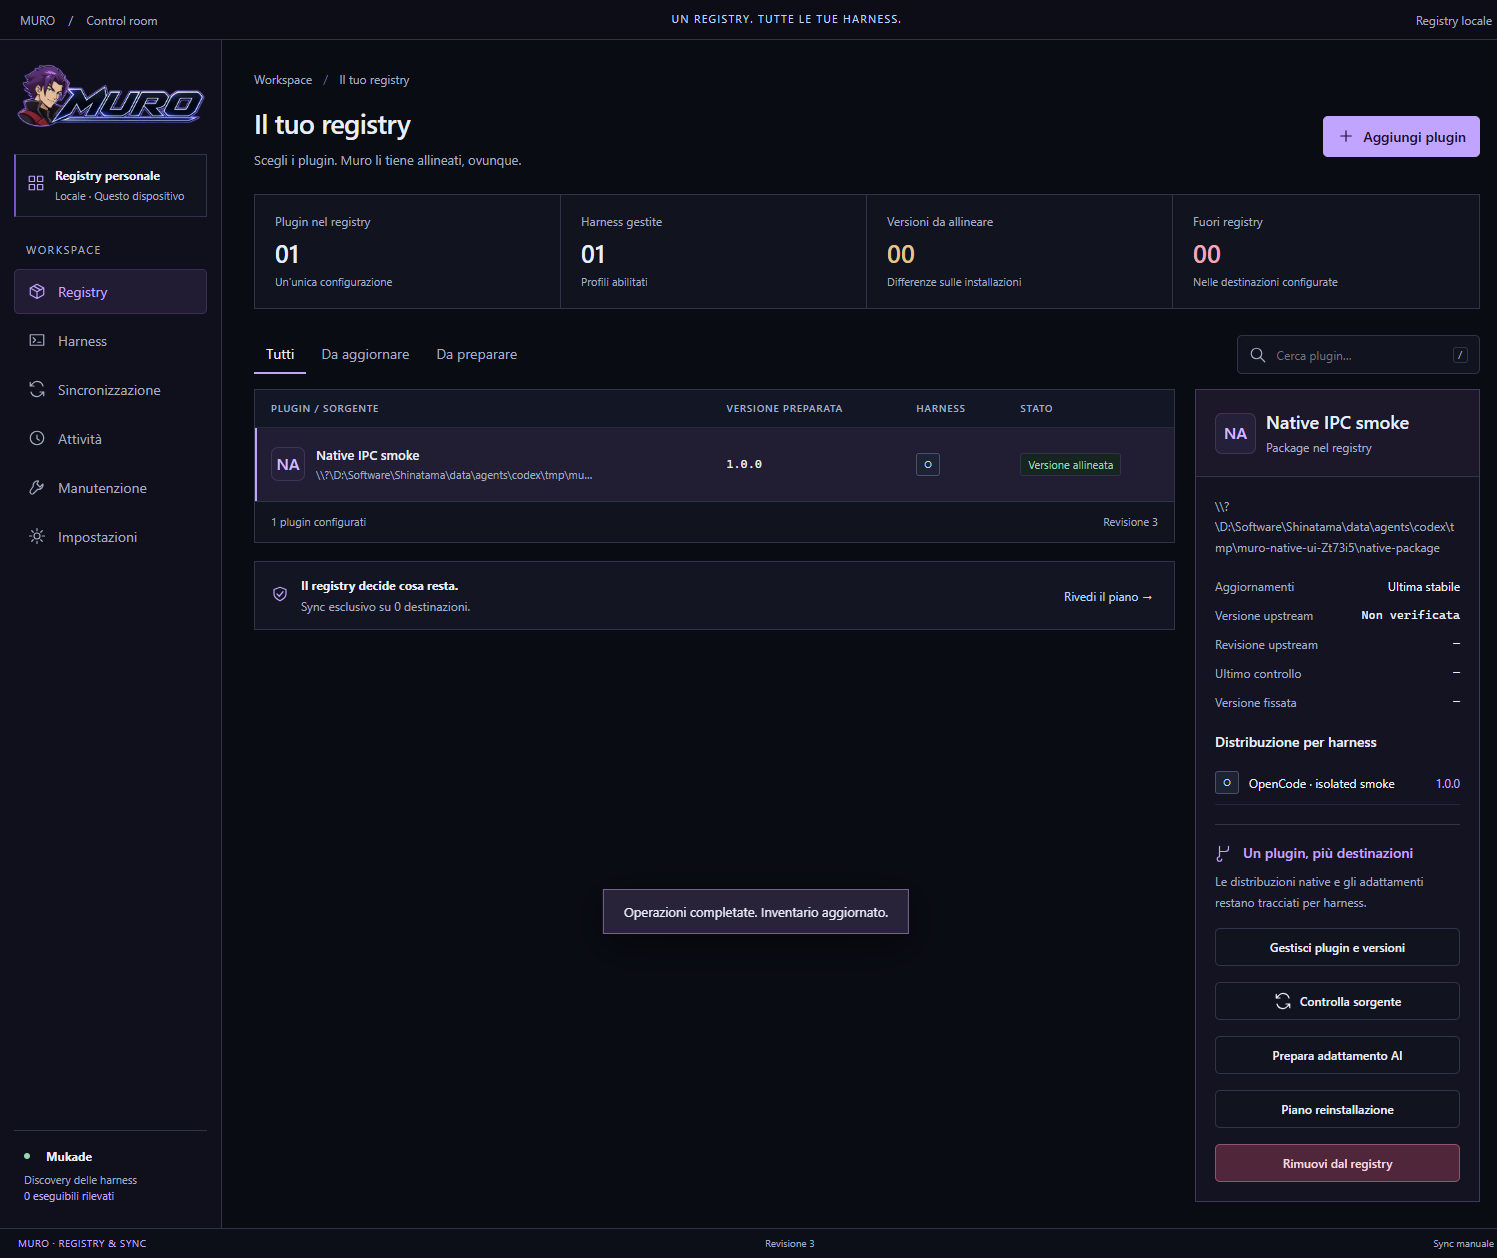 MURO / Control room
UN REGISTRY. TUTTE LE TUE HARNESS.
Registry locale
MURO
Registry personale
Locale · Questo dispositivo
WORKSPACE
Registry
Harness
Sincronizzazione
Attività
Manutenzione
Impostazioni
Mukade
Discovery delle harness
0 eseguibili rilevati
Workspace / Il tuo registry
Il tuo registry
Scegli i plugin. Muro li tiene allineati, ovunque.
+ Aggiungi plugin
Plugin nel registry
01
Un'unica configurazione
Harness gestite
01
Profili abilitati
Versioni da allineare
00
Differenze sulle installazioni
Fuori registry
00
Nelle destinazioni configurate
Tutti Da aggiornare Da preparare
Cerca plugin... /
PLUGIN / SORGENTE VERSIONE PREPARATA HARNESS STATO
NA Native IPC smoke 1.0.0 O Versione allineata
\\?\D:\Software\Shinatama\data\agents\codex\tmp\mu...
1 plugin configurati Revisione 3
Il registry decide cosa resta.
Sync esclusivo su 0 destinazioni.
Rivedi il piano →
Operazioni completate. Inventario aggiornato.
NA Native IPC smoke
Package nel registry
\\?
\D:\Software\Shinatama\data\agents\codex\t
mp\muro-native-ui-Zt73i5\native-package
Aggiornamenti Ultima stabile
Versione upstream Non verificata
Revisione upstream —
Ultimo controllo —
Versione fissata —
Distribuzione per harness
O OpenCode · isolated smoke 1.0.0
Un plugin, più destinazioni
Le distribuzioni native e gli adattamenti
restano tracciati per harness.
Gestisci plugin e versioni
Controlla sorgente
Prepara adattamento AI
Piano reinstallazione
Rimuovi dal registry
MURO · REGISTRY & SYNC
Revisione 3
Sync manuale